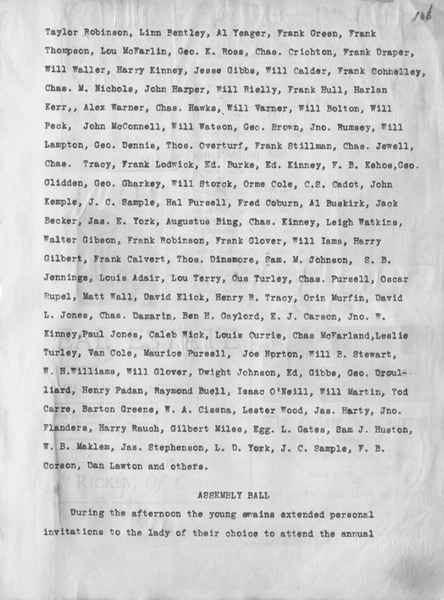 106
Taylor Robinson, Linn Bentley, Al Yeager, Frank Green, Frank
Thompson, Lou McFarlin, Geo. K. Ross, Chas. Crichton, Frank Draper,
Will Waller, Harry Kinney, Jesse Gibbs, Will Calder, Frank Conhelley,
Chas. M. Nichols, John Harper, Will Rielly, Frank Hull, Harlan
Kerr,, Alex Warner, Chas. Hawks, Will Varner, Will Bolton, Will
Peck, John McConnell, Will Watson, Geo. Brown, Jno. Rumsey, Will
Lampton, Geo. Dennis, Thos. Overturf, Frank Stillman, Chas. Jewell,
Chas. Tracy, Frank Lodwick, Ed. Burke, Ed. Kinney, F. B. Kehoe,Geo.
Glidden, Geo. Gharkey, Will Storck, Orme Cole, C.S. Cadot, John
Kemple, J. C. Sample, Hal Pursell, Fred Coburn, Al Buskirk, Jack
Becker, Jas. E. York, Augustus Bing, Chas. Kinney, Leigh Watkins,
Walter Gibson, Frank Robinson, Frank Glover, Will Iams, Harry
Gilbert, Frank Calvert, Thos. Dinsmore, Sam. M. Johnson, S. B.
Jennings, Louis Adair, Lou Terry, Gus Turley, Chas. Pursell, Oscar
Rupel, Matt Wall, David Elick, Henry R. Tracy, Orin Murfin, David
L. Jones, Chas. Damarin, Ben H. Gaylord, E. J. Carson, Jno. W.
Kinney,Paul Jones, Caleb Wick, Louis Currie, Chas McFarland,Leslie
Turley, Van Cole, Maurice Pursell, Joe Norton, Will B. Stewart,
W. H.Williams, Will Glover, Dwight Johnson, Ed, Gibbs, Geo. Droul-
liard, Henry Padan, Raymond Buell, Isaac O'Neill, Will Martin, Tod
Carre, Barton Greene, W. A. Cissna, Lester Wood, Jas. Harty, Jno.
Flanders, Harry Rauch, Gilbert Miles, Egg. L. Gates, Sam J. Huston,
W. B. Maklem, Jas. Stephenson, L. D. York, J. C. Sample, F. B.
Corson, Dan Lawton and others.
ASSEMBLY BALL
During the afternoon the young swains extended personal
invitations to the lady of their choice to attend the annual